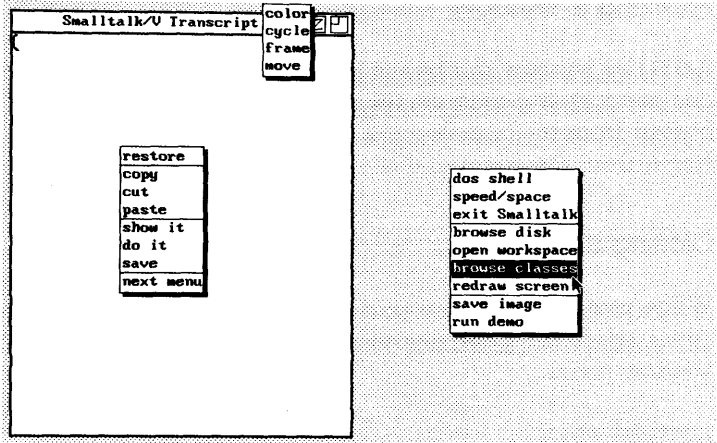 Smalltalk/V Transcript
color
cycle
frame
move
restore
copy
cut
paste
show it
do it
save
next menu
dos shell
speed/space
exit Smalltalk
browse disk
open workspace
browse classes
redraw screen
save image
run demo